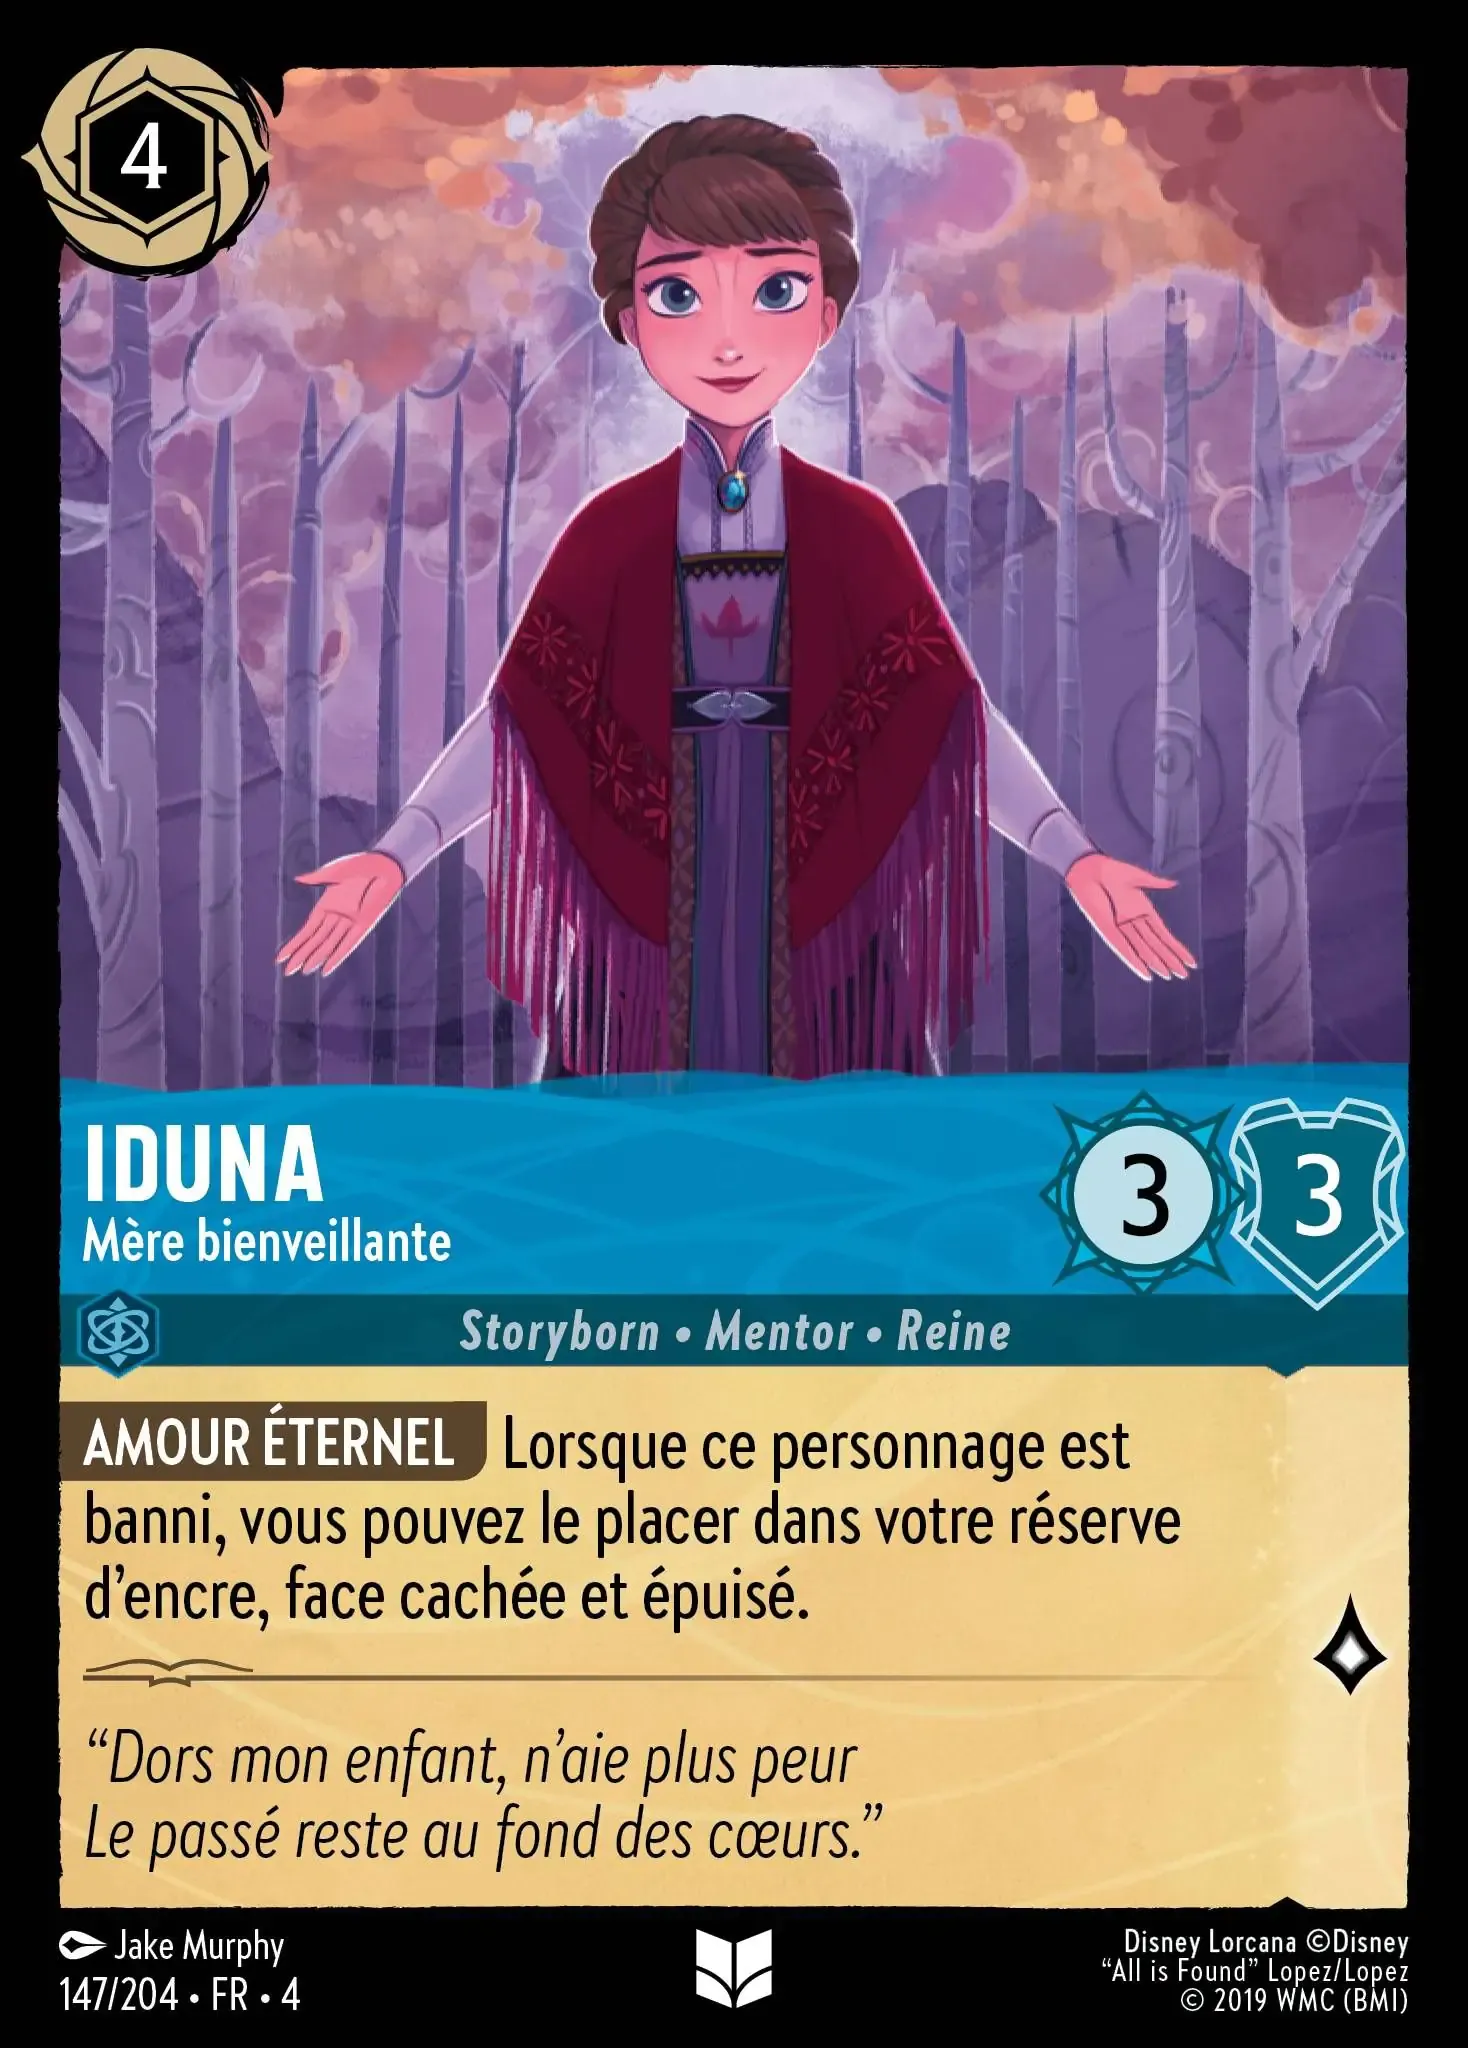 4
IDUNA
Mère bienveillante
3
3
Storyborn • Mentor • Reine
AMOUR ÉTERNEL Lorsque ce personnage est
banni, vous pouvez le placer dans votre réserve
d’encre, face cachée et épuisé.
“Dors mon enfant, n’aie plus peur
Le passé reste au fond des cœurs.”
Jake Murphy
147/204 • FR • 4
Disney Lorcana ©Disney
“All is Found” Lopez/Lopez
© 2019 WMC (BMI)